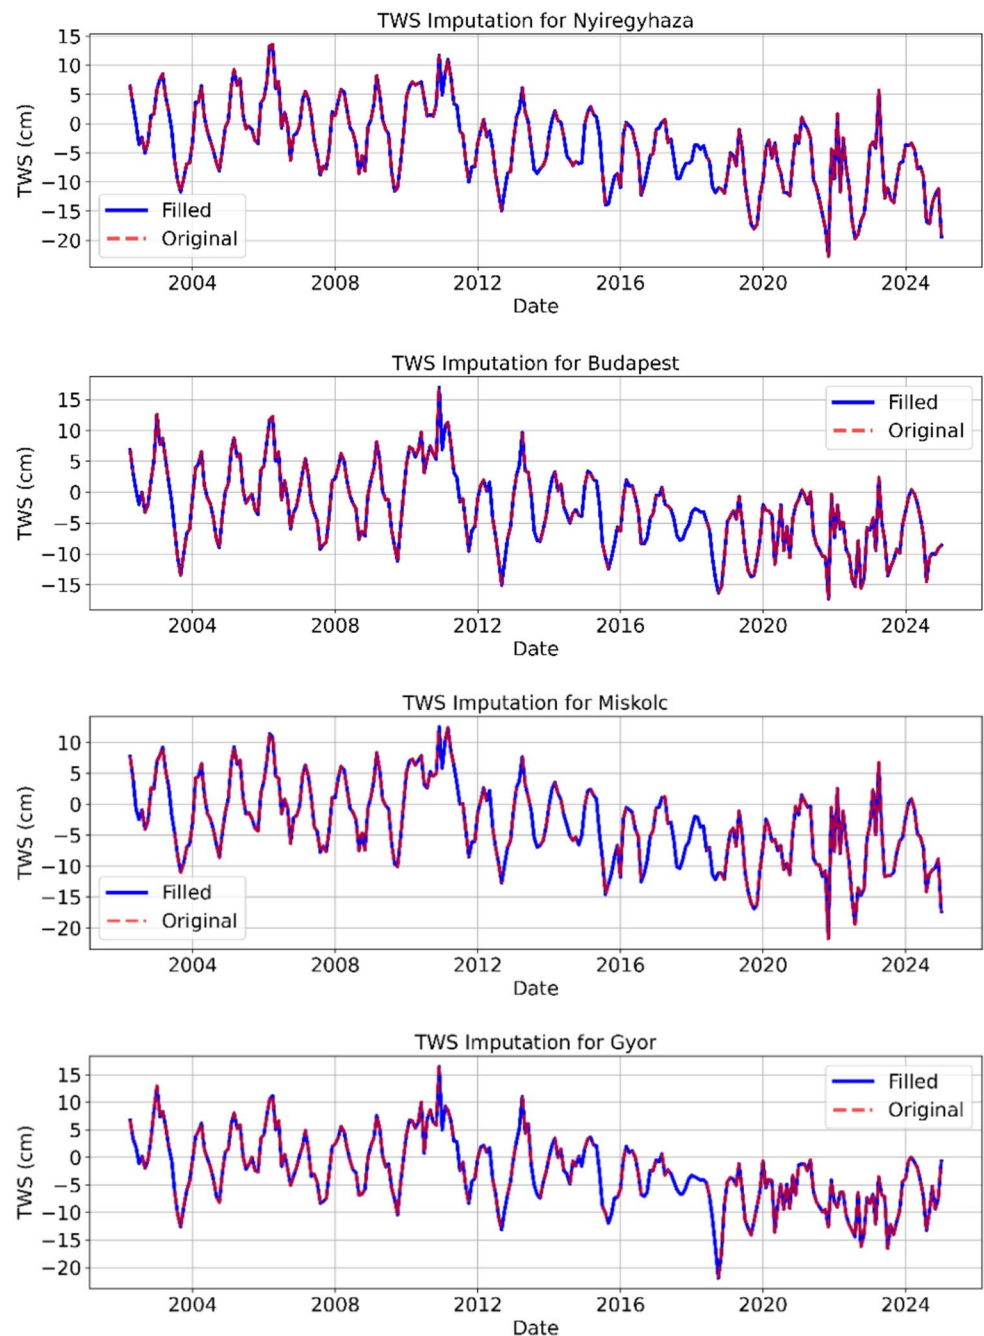 TWS Imputation for Nyiregyhaza
15
10
5
0
−5
−10
−15
−20
TWS (cm)
Filled
Original
2004 2008 2012 2016 2020 2024
Date
TWS Imputation for Budapest
15
10
5
0
−5
−10
−15
TWS (cm)
Filled
Original
2004 2008 2012 2016 2020 2024
Date
TWS Imputation for Miskolc
10
5
0
−5
−10
−15
−20
TWS (cm)
Filled
Original
2004 2008 2012 2016 2020 2024
Date
TWS Imputation for Gyor
15
10
5
0
−5
−10
−15
−20
TWS (cm)
Filled
Original
2004 2008 2012 2016 2020 2024
Date